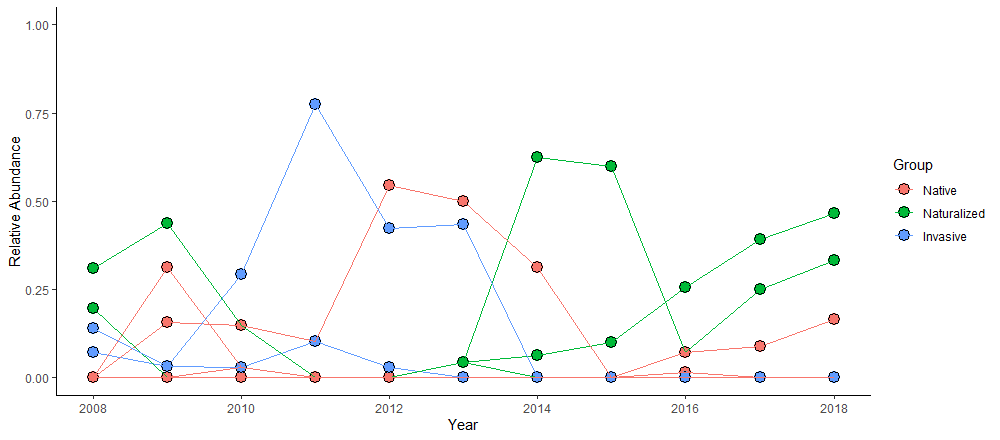 1.00
0.75
0.50
0.25
0.00
Relative Abundance
2008 2010 2012 2014 2016 2018
Year
Group
Native
Naturalized
Invasive